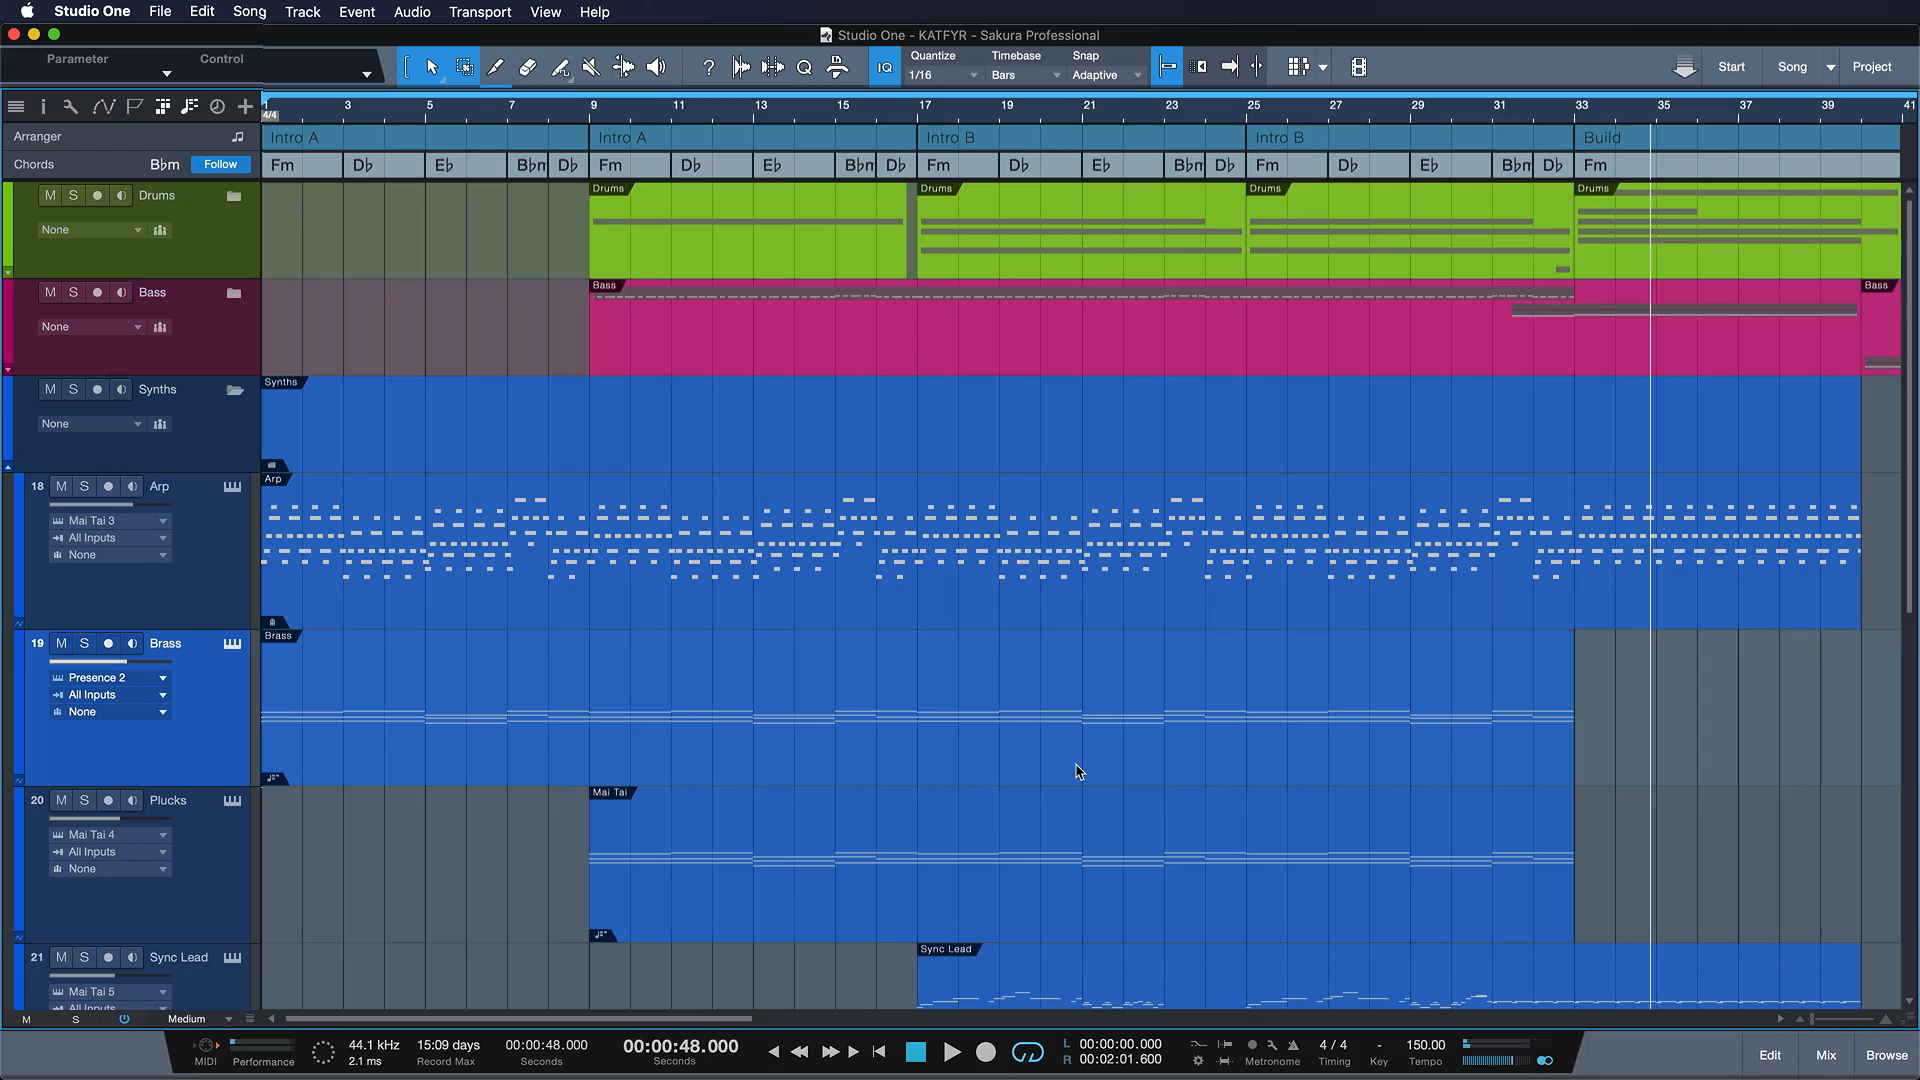 Studio One File Edit Song Track Event Audio Transport View Help
Studio One - KATFYR - Sakura Professional
Parameter Control
? Q IQ Quantize Timebase Snap
1/16 Bars Adaptive
Start Song Project
1 3 5 7 9 11 13 15 17 19 21 23 25 27 29 31 33 35 37 39 41
4/4
Arranger
Intro A Intro A Intro B Intro B Build
Chords B♭m Follow
Fm D♭ E♭ B♭m D♭ Fm D♭ E♭ B♭m D♭ Fm D♭ E♭ B♭m D♭ Fm D♭ E♭ B♭m D♭ Fm
M S Drums
None
Drums Drums Drums Drums
M S Bass
None
Bass Bass
M S Synths
None
Synths
18 M S Arp
Mai Tai 3
All Inputs
None
Arp
19 M S Brass
Presence 2
All Inputs
None
Brass
20 M S Plucks
Mai Tai 4
All Inputs
None
Mai Tai
21 M S Sync Lead
Mai Tai 5
All Inputs
Sync Lead
M S Medium
MIDI Performance
44.1 kHz
2.1 ms
15:09 days
Record Max
00:00:48.000
Seconds
00:00:48.000
Seconds
L 00:00:00.000
R 00:02:01.600
Metronome
4 / 4
Timing
-
Key
150.00
Tempo
Edit Mix Browse